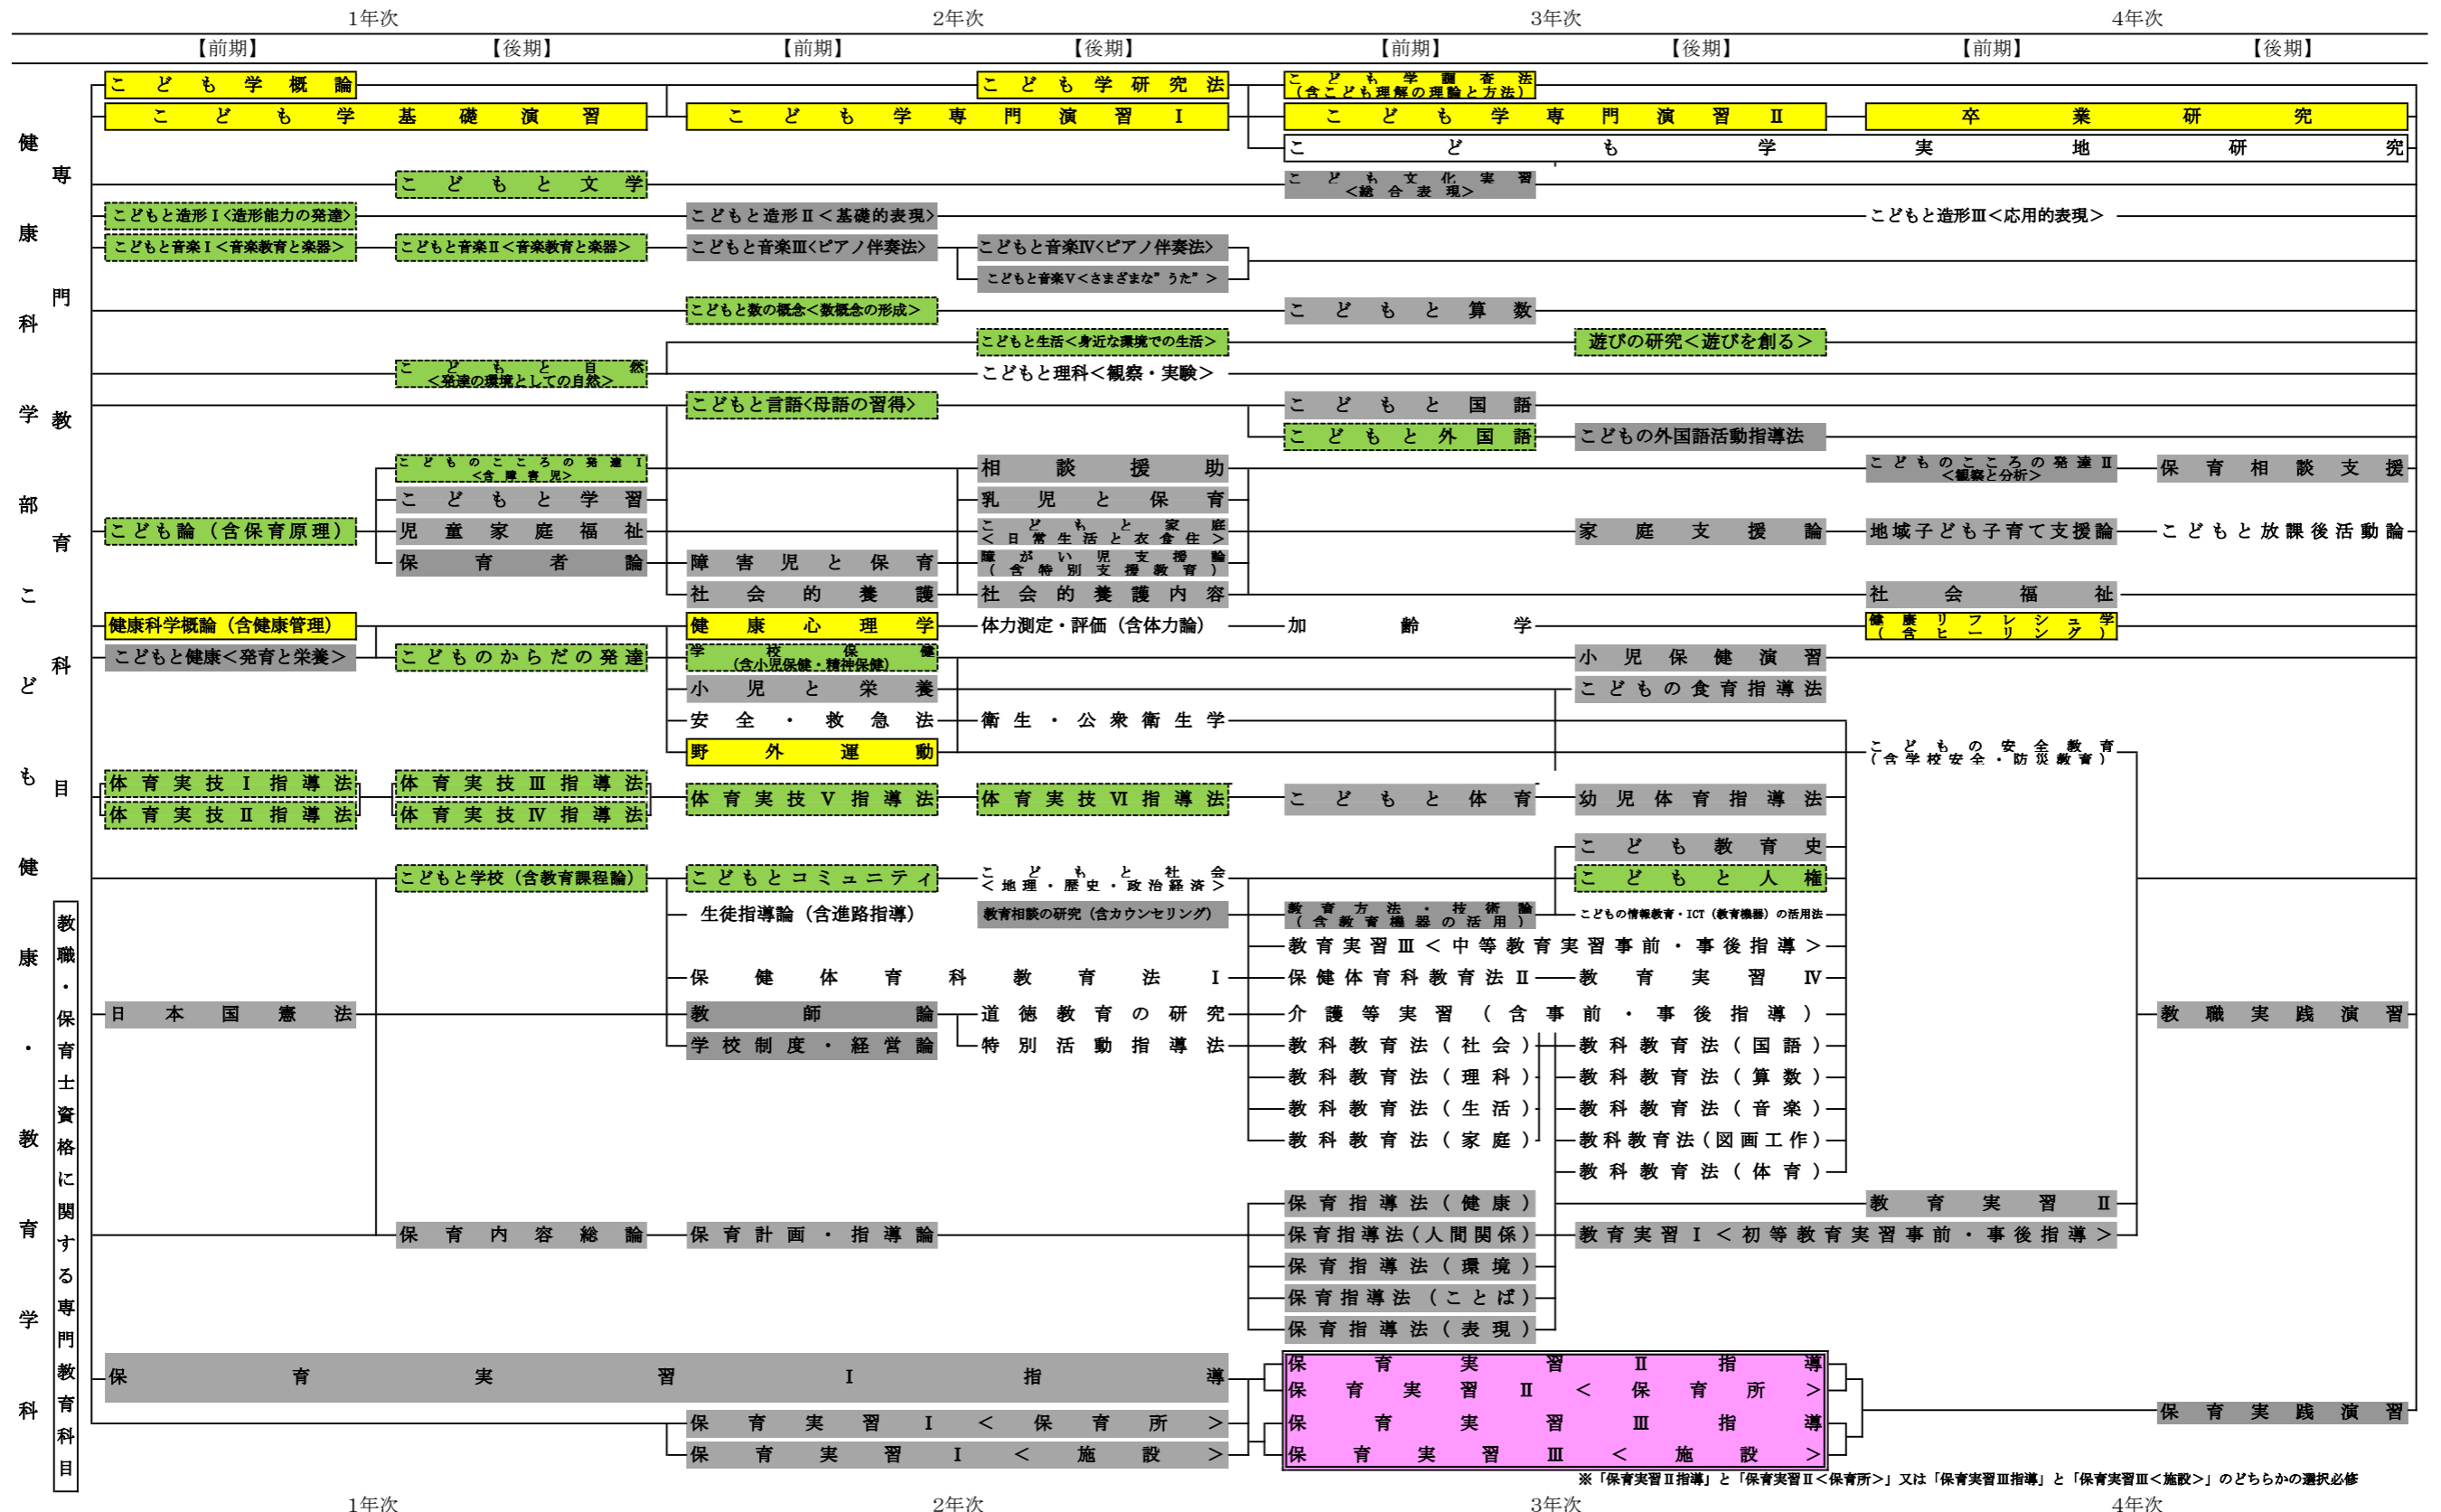 1年次 2年次 3年次 4年次
【前期】 【後期】 【前期】 【後期】 【前期】 【後期】 【前期】 【後期】
健康科学部こども健康・教育学科
専門教育科目
教職・保育士資格に関する専門教育科目
こども学概論 こども学研究法 こども学調査法
(含こども理解の理論と方法)
こども学基礎演習 こども学専門演習Ⅰ こども学専門演習Ⅱ 卒業研究
こども学実地研究
こどもと文学 こども文化実習
<総合表現>
こどもと造形Ⅰ<造形能力の発達> こどもと造形Ⅱ<基礎的表現> こどもと造形Ⅲ<応用的表現>
こどもと音楽Ⅰ<音楽教育と楽器> こどもと音楽Ⅱ<音楽教育と楽器> こどもと音楽Ⅲ<ピアノ伴奏法> こどもと音楽Ⅳ<ピアノ伴奏法>
こどもと音楽Ⅴ<さまざまな”うた”>
こどもと数の概念<数概念の形成> こどもと算数
こどもと生活<身近な環境での生活> 遊びの研究<遊びを創る>
こどもと自然
<発達の環境としての自然> こどもと理科<観察・実験>
こどもと言語<母語の習得> こどもと国語
こどもと外国語 こどもの外国語活動指導法
こどものこころの発達Ⅰ
<含障害児> 相談援助 こどものこころの発達Ⅱ
<観察と分析> 保育相談支援
こどもと学習 乳児と保育
こども論（含保育原理） 児童家庭福祉 こどもと家庭
<日常生活と衣食住> 家庭支援論 地域子ども子育て支援論 こどもと放課後活動論
保育者論 障害児と保育 障がい児支援論
(含特別支援教育)
社会的養護 社会的養護内容 社会福祉
健康科学概論（含健康管理） 健康心理学 体力測定・評価（含体力論） 加齢学 健康リフレシュ学
(含ヒーリング)
こどもと健康<発育と栄養> こどものからだの発達 学校保健
(含小児保健・精神保健) 小児保健演習
小児と栄養 こどもの食育指導法
安全・救急法 衛生・公衆衛生学
野外運動 こどもの安全教育
(含学校安全・防災教育)
体育実技Ⅰ指導法 体育実技Ⅲ指導法
体育実技Ⅴ指導法 体育実技Ⅵ指導法 こどもと体育 幼児体育指導法
体育実技Ⅱ指導法 体育実技Ⅳ指導法
こども教育史
こどもと学校（含教育課程論） こどもとコミュニティ こどもと社会
<地理・歴史・政治経済> こどもと人権
生徒指導論（含進路指導） 教育相談の研究（含カウンセリング） 教育方法・技術論
(含教育機器の活用) こどもの情報教育・ICT（教育機器）の活用法
教育実習Ⅲ<中等教育実習事前・事後指導>
保健体育科教育法Ⅰ 保健体育科教育法Ⅱ 教育実習Ⅳ
日本国憲法 教師論 道徳教育の研究 介護等実習（含事前・事後指導） 教職実践演習
学校制度・経営論 特別活動指導法 教科教育法(社会) 教科教育法(国語)
教科教育法(理科) 教科教育法(算数)
教科教育法(生活) 教科教育法(音楽)
教科教育法(家庭) 教科教育法(図画工作)
教科教育法(体育)
保育指導法(健康) 教育実習Ⅱ
保育内容総論 保育計画・指導論 保育指導法(人間関係) 教育実習Ⅰ<初等教育実習事前・事後指導>
保育指導法(環境)
保育指導法(ことば)
保育指導法(表現)
保育実習Ⅰ指導 保育実習Ⅱ指導
保育実習Ⅱ<保育所>
保育実習Ⅰ<保育所> 保育実習Ⅲ指導 保育実践演習
保育実習Ⅰ<施設> 保育実習Ⅲ<施設>
※「保育実習Ⅱ指導」と「保育実習Ⅱ<保育所>」又は「保育実習Ⅲ指導」と「保育実習Ⅲ<施設>」のどちらかの選択必修
1年次 2年次 3年次 4年次